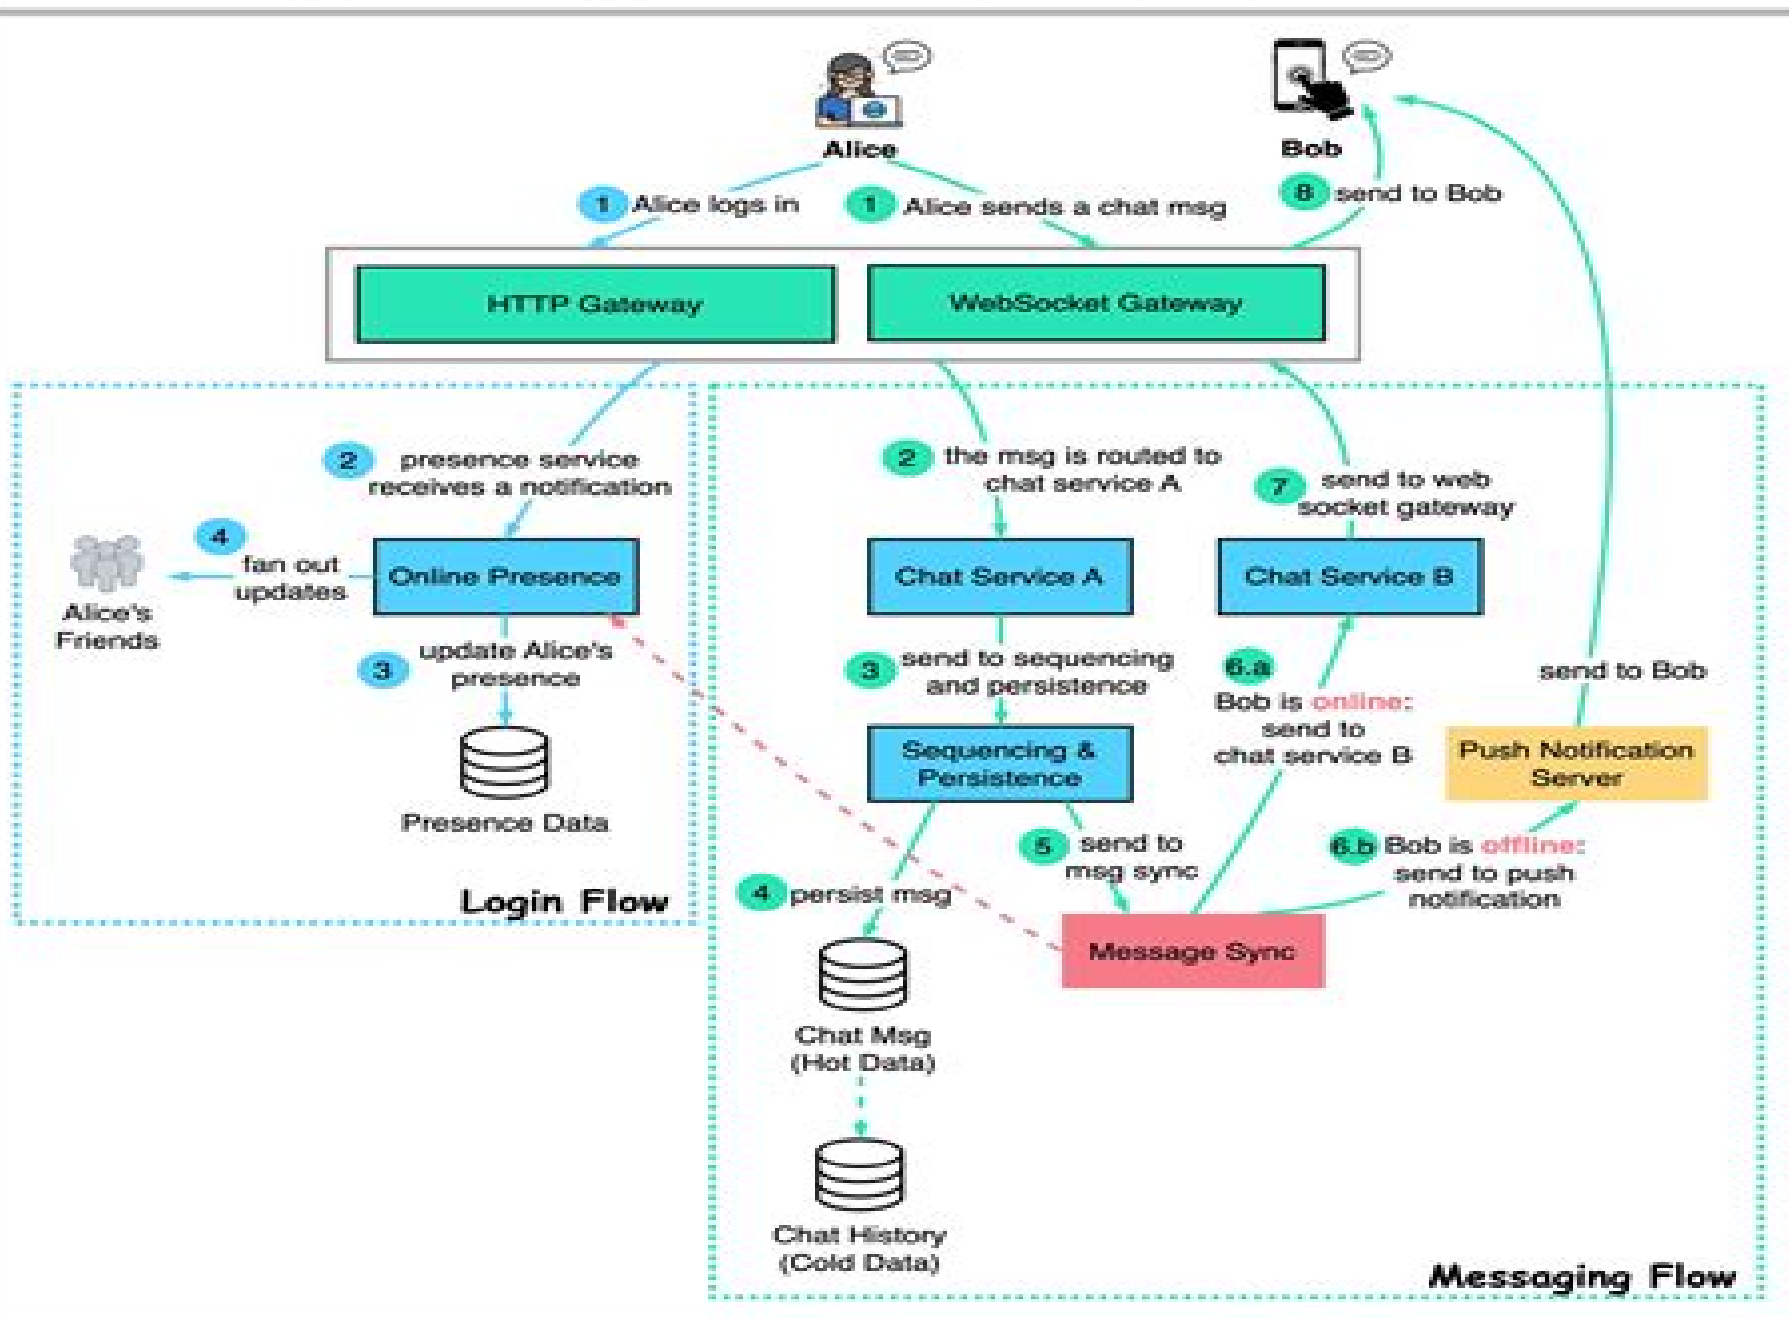 Alice
Bob
1 Alice logs in
1 Alice sends a chat msg
8 send to Bob
HTTP Gateway
WebSocket Gateway
2 presence service
receives a notification
2 the msg is routed to
chat service A
7 send to web
socket gateway
4
fan out
updates
Alice's
Friends
Online Presence
Chat Service A
Chat Service B
3 update Alice's
presence
3 send to sequencing
and persistence
6.a
Bob is online:
send to
chat service B
send to Bob
Presence Data
Sequencing &
Persistence
Push Notification
Server
5 send to
msg sync
6.b Bob is offline:
send to push
notification
4 persist msg
Login Flow
Message Sync
Chat Msg
(Hot Data)
Chat History
(Cold Data)
Messaging Flow